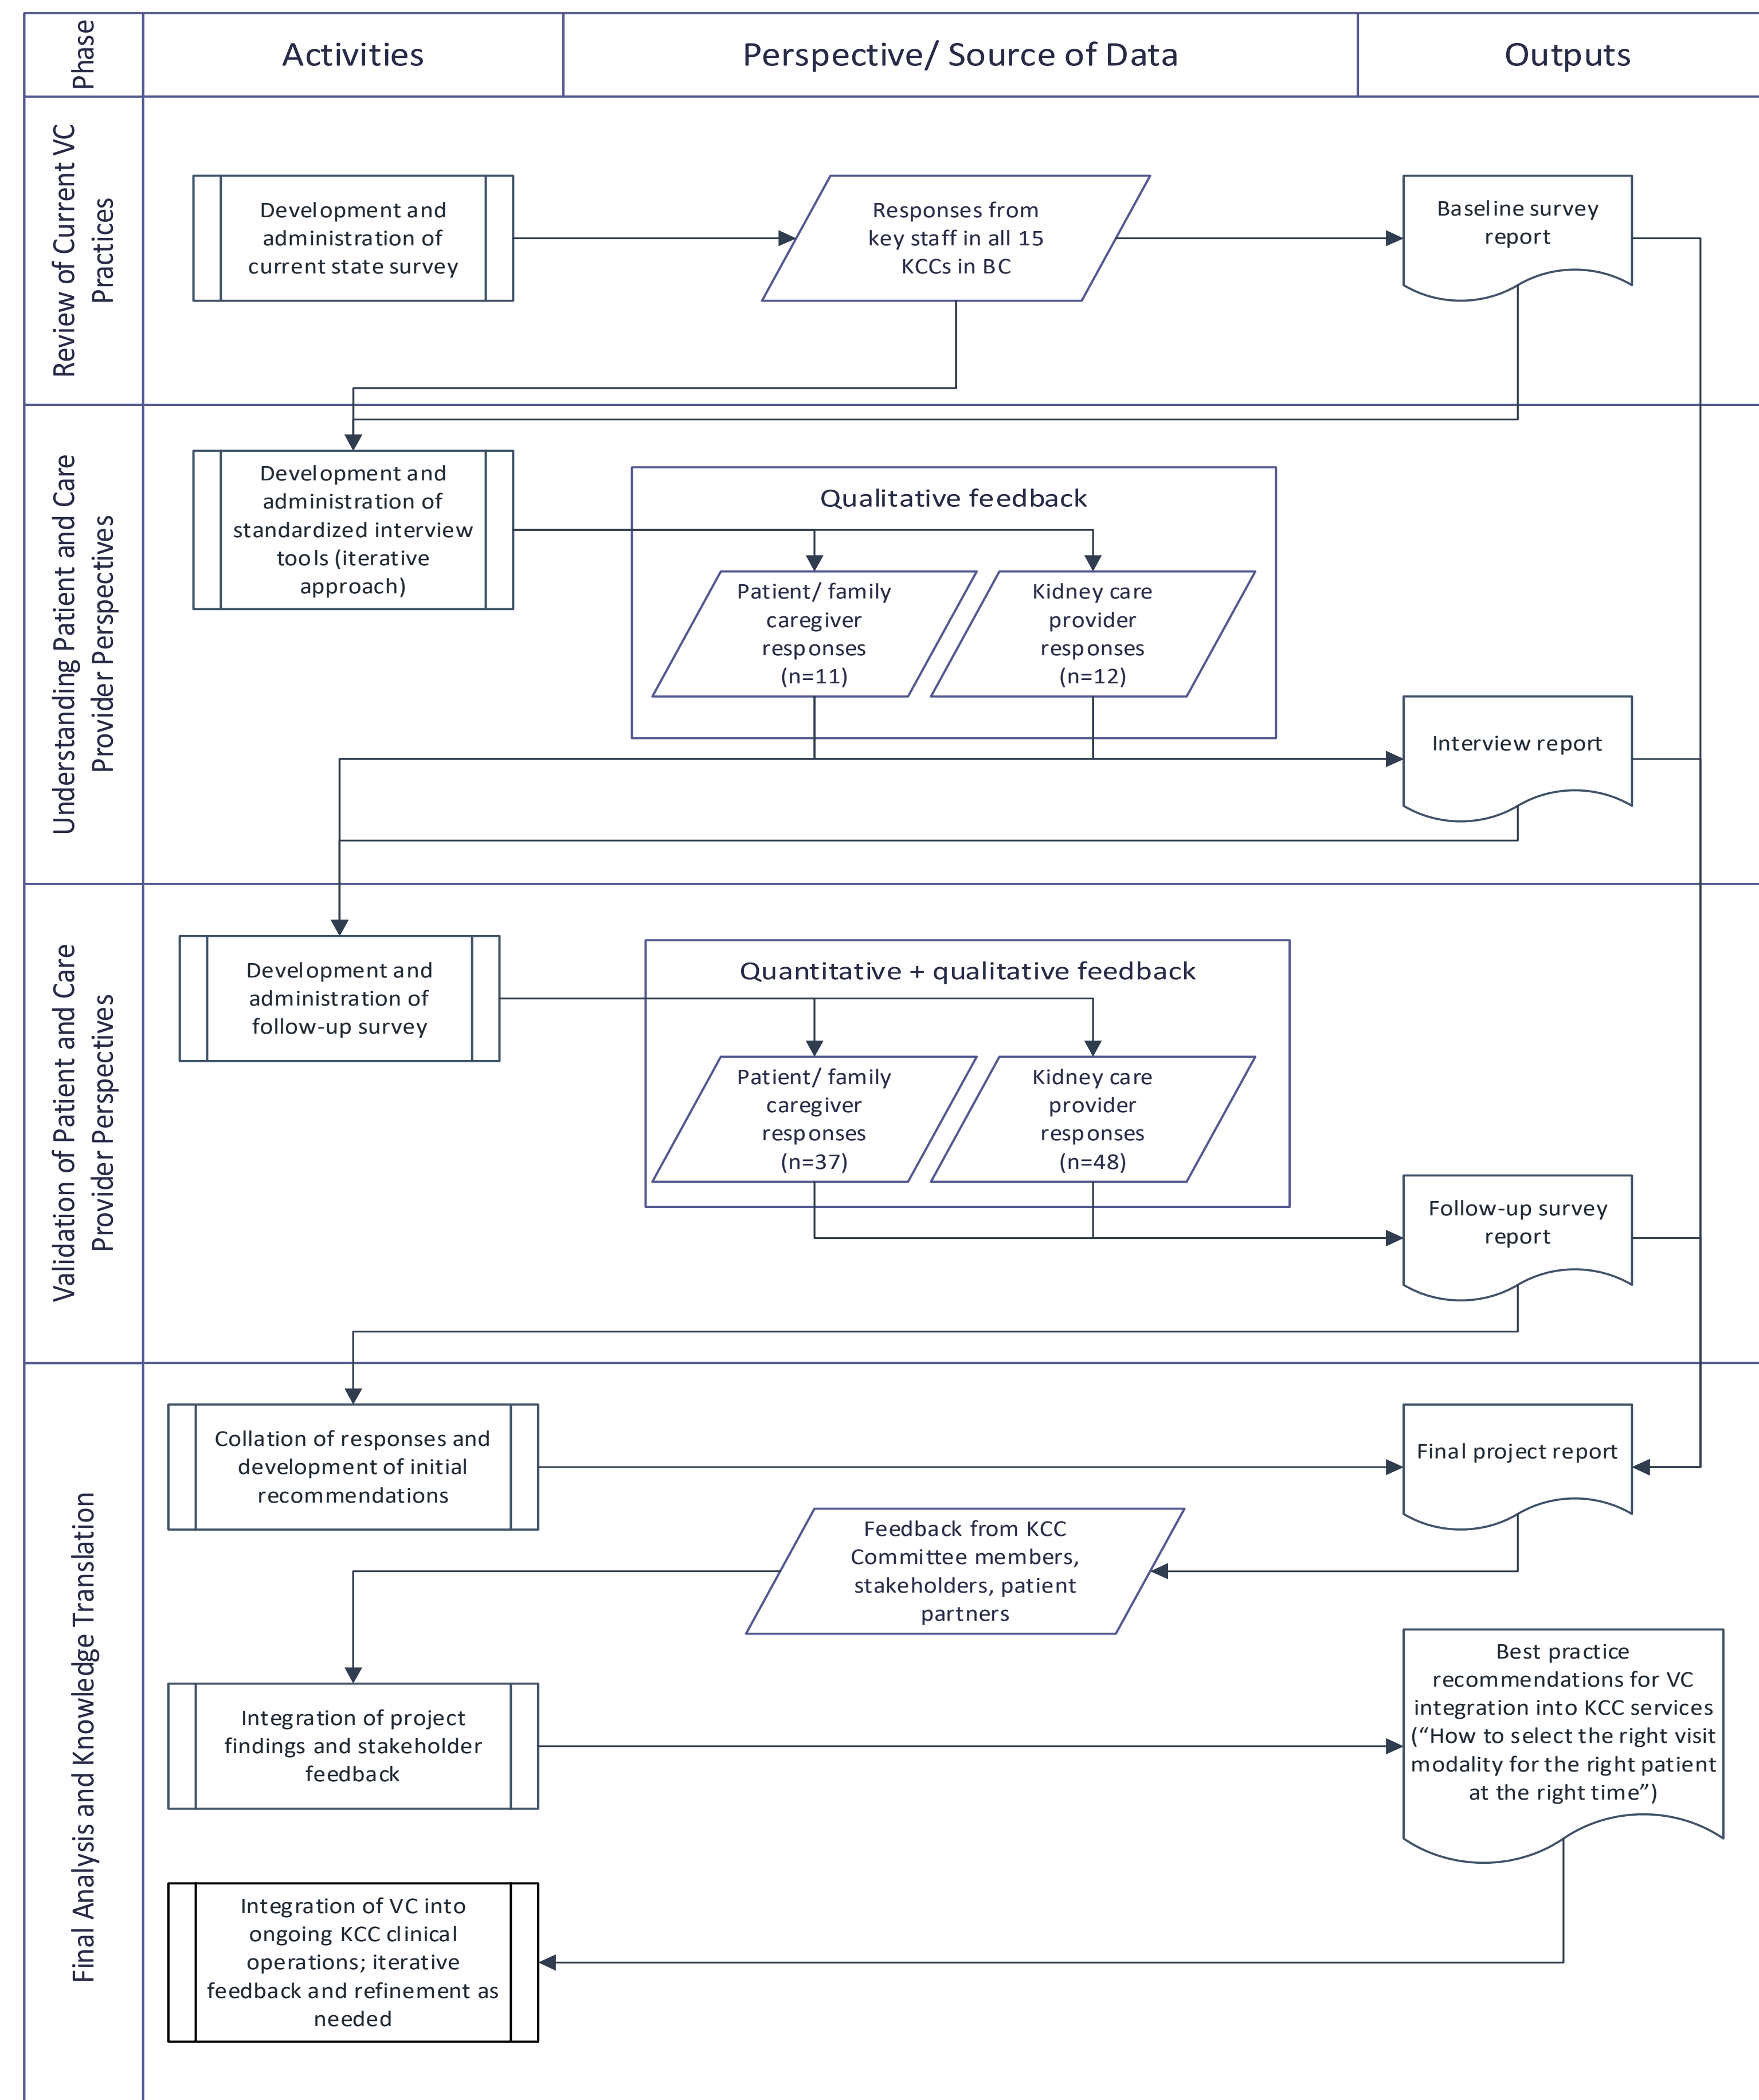 Phase
Activities
Perspective/ Source of Data
Outputs
Review of Current VC
Practices
Development and
administration of
current state survey
Responses from
key staff in all 15
KCCs in BC
Baseline survey
report
Understanding Patient and Care
Provider Perspectives
Development and
administration of
standardized interview
tools (iterative
approach)
Qualitative feedback
Patient/ family
caregiver
responses
(n=11)
Kidney care
provider
responses
(n=12)
Interview report
Validation of Patient and Care
Provider Perspectives
Development and
administration of
follow-up survey
Quantitative + qualitative feedback
Patient/ family
caregiver
responses
(n=37)
Kidney care
provider
responses
(n=48)
Follow-up survey
report
Final Analysis and Knowledge Translation
Collation of responses and
development of initial
recommendations
Final project report
Feedback from KCC
Committee members,
stakeholders, patient
partners
Integration of project
findings and stakeholder
feedback
Best practice
recommendations for VC
integration into KCC services
(“How to select the right visit
modality for the right patient
at the right time”)
Integration of VC into
ongoing KCC clinical
operations; iterative
feedback and refinement as
needed